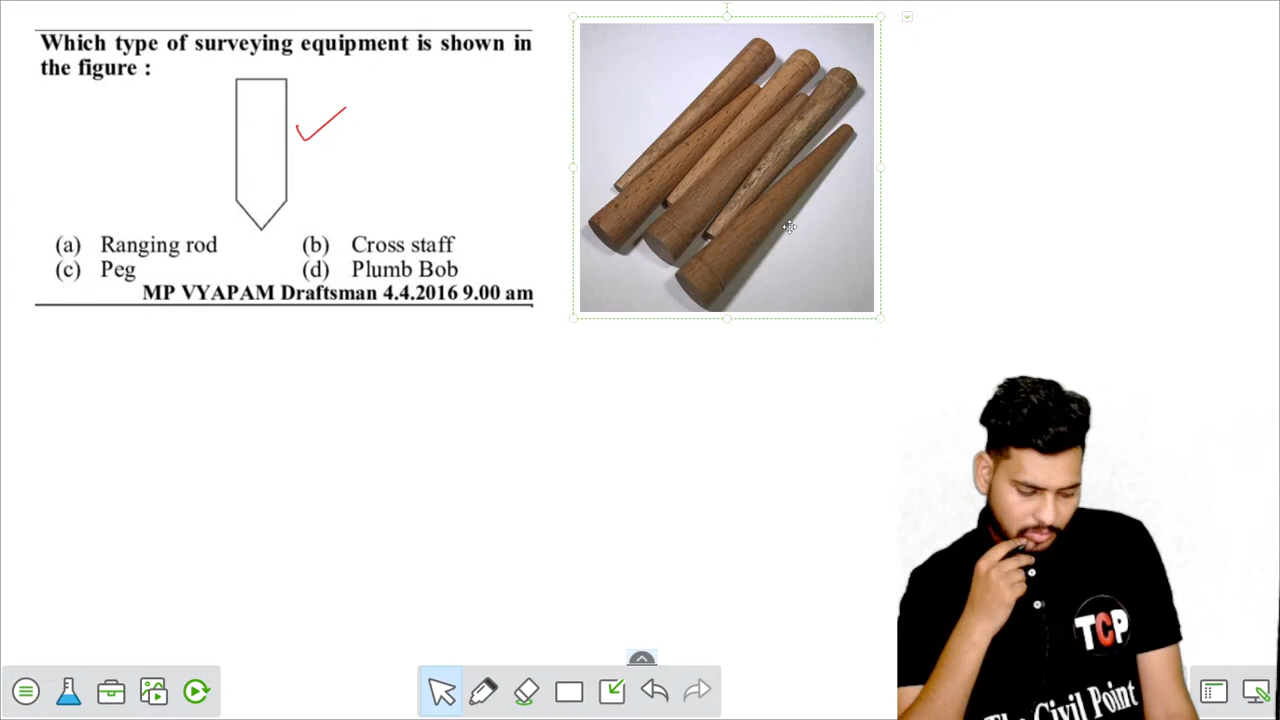 Which type of surveying equipment is shown in
the figure :
(a) Ranging rod (b) Cross staff
(c) Peg (d) Plumb Bob
MP VYAPAM Draftsman 4.4.2016 9.00 am
TCP
The Civil Point